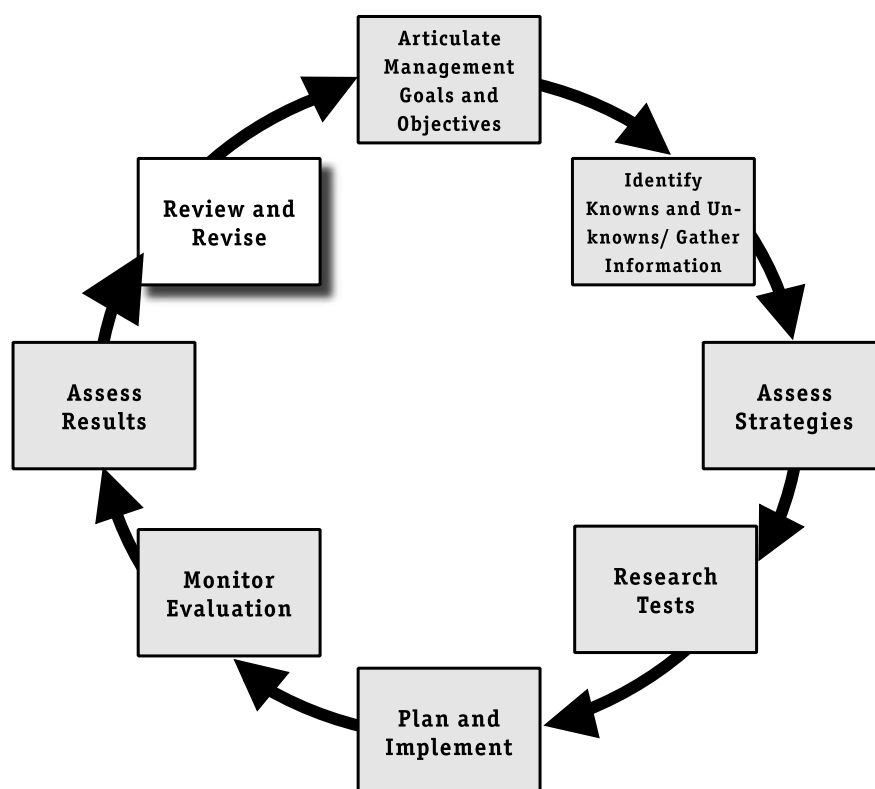 Articulate
Management
Goals and
Objectives
Identify
Knowns and Un-
knowns/ Gather
Information
Assess
Strategies
Research
Tests
Plan and
Implement
Monitor
Evaluation
Assess
Results
Review and
Revise